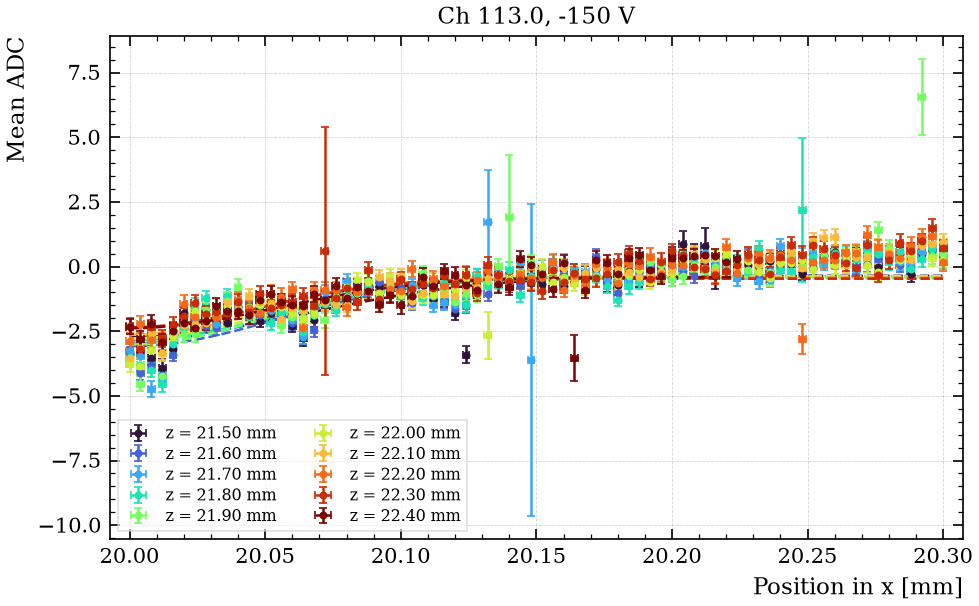 Ch 113.0, -150 V
Mean ADC
7.5
5.0
2.5
0.0
−2.5
−5.0
−7.5
−10.0
z = 21.50 mm
z = 21.60 mm
z = 21.70 mm
z = 21.80 mm
z = 21.90 mm
z = 22.00 mm
z = 22.10 mm
z = 22.20 mm
z = 22.30 mm
z = 22.40 mm
20.00 20.05 20.10 20.15 20.20 20.25 20.30
Position in x [mm]